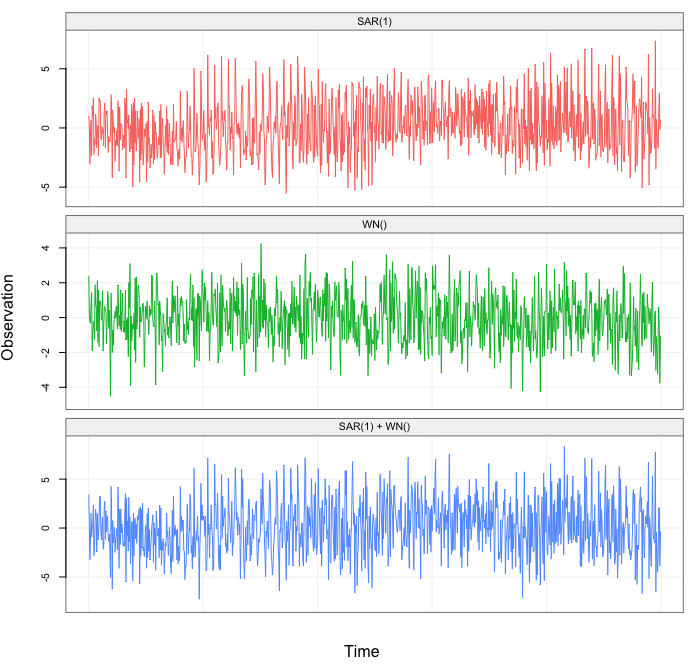 SAR(1)
5
0
-5
WN()
4
2
0
-2
-4
Observation
SAR(1) + WN()
5
0
-5
Time